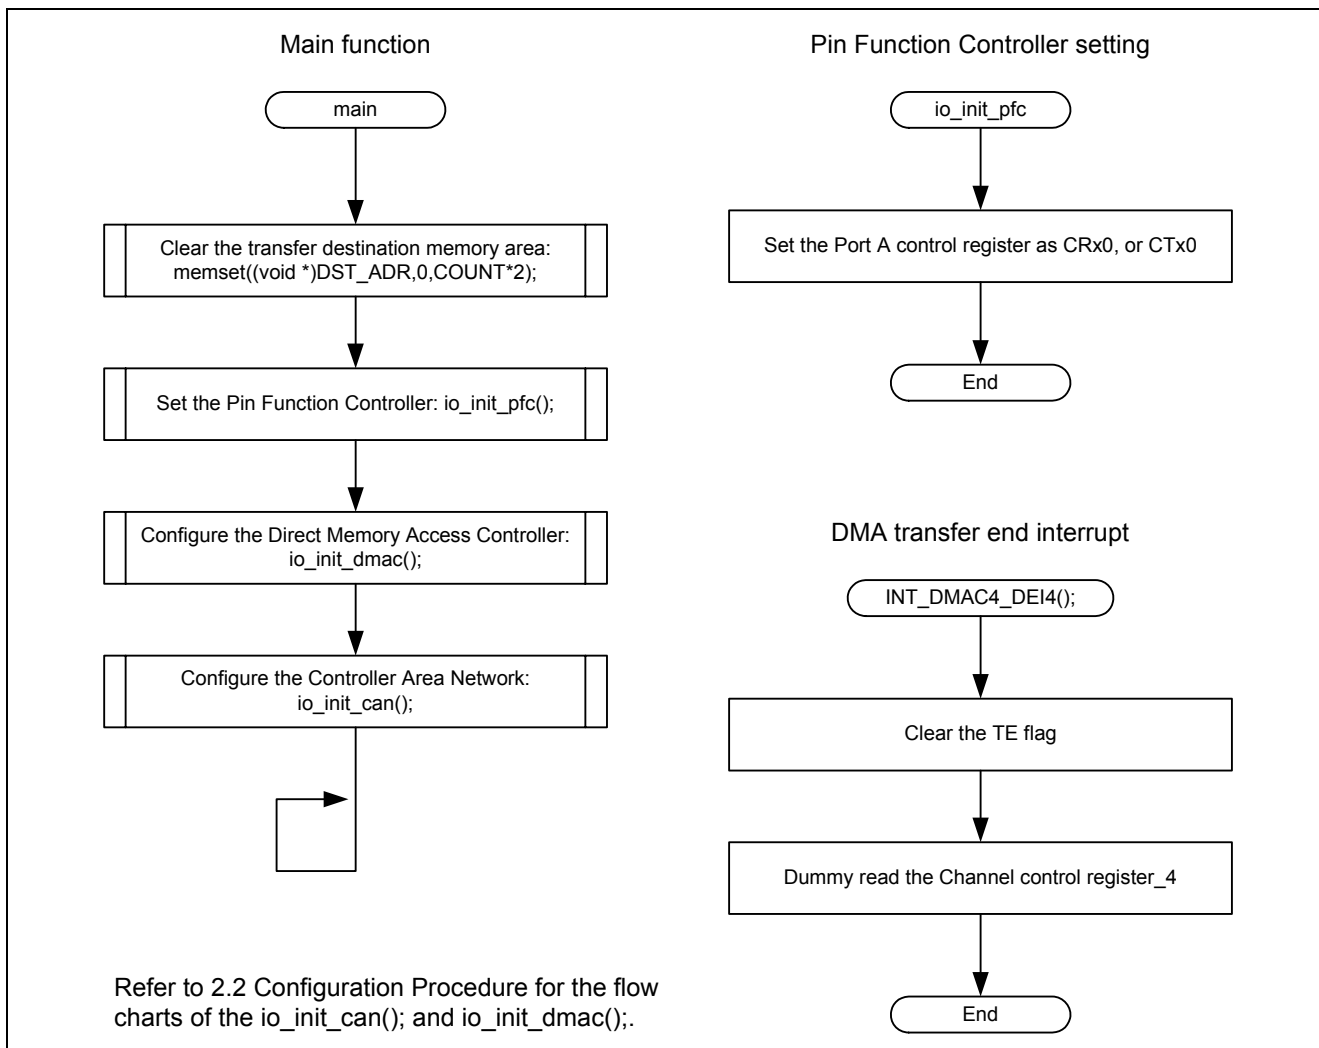 Main function
main
Clear the transfer destination memory area:
memset((void *)DST_ADR,0,COUNT*2);
Set the Pin Function Controller: io_init_pfc();
Configure the Direct Memory Access Controller:
io_init_dmac();
Configure the Controller Area Network:
io_init_can();
Refer to 2.2 Configuration Procedure for the flow
charts of the io_init_can(); and io_init_dmac();.
Pin Function Controller setting
io_init_pfc
Set the Port A control register as CRx0, or CTx0
End
DMA transfer end interrupt
INT_DMAC4_DEI4();
Clear the TE flag
Dummy read the Channel control register_4
End